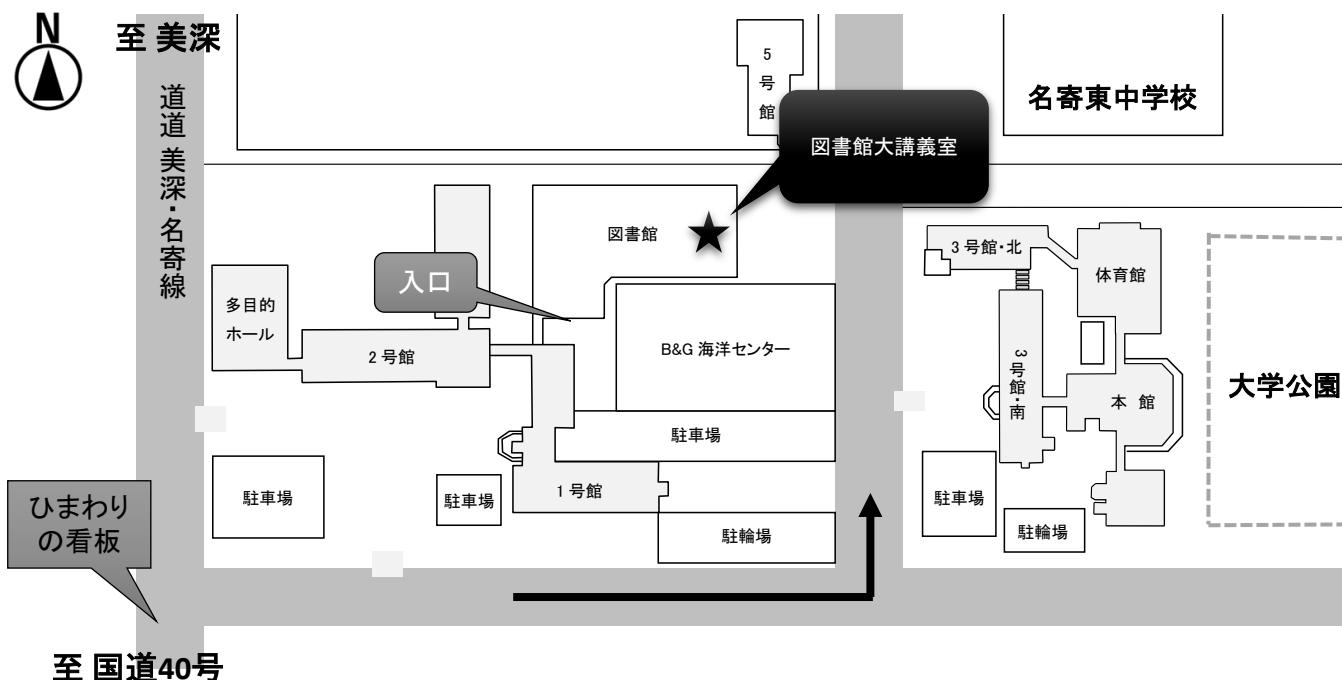 N
至 美深
道道 美深・名寄線
5
号
館
名寄東中学校
図書館大講義室
図書館
入口
多目的
ホール
2 号館
B&G 海洋センター
3 号館・北
体育館
3号館・南
本 館
大学公園
駐車場
駐車場
駐車場
1 号館
駐輪場
駐車場
駐輪場
ひまわり
の看板
至 国道40号